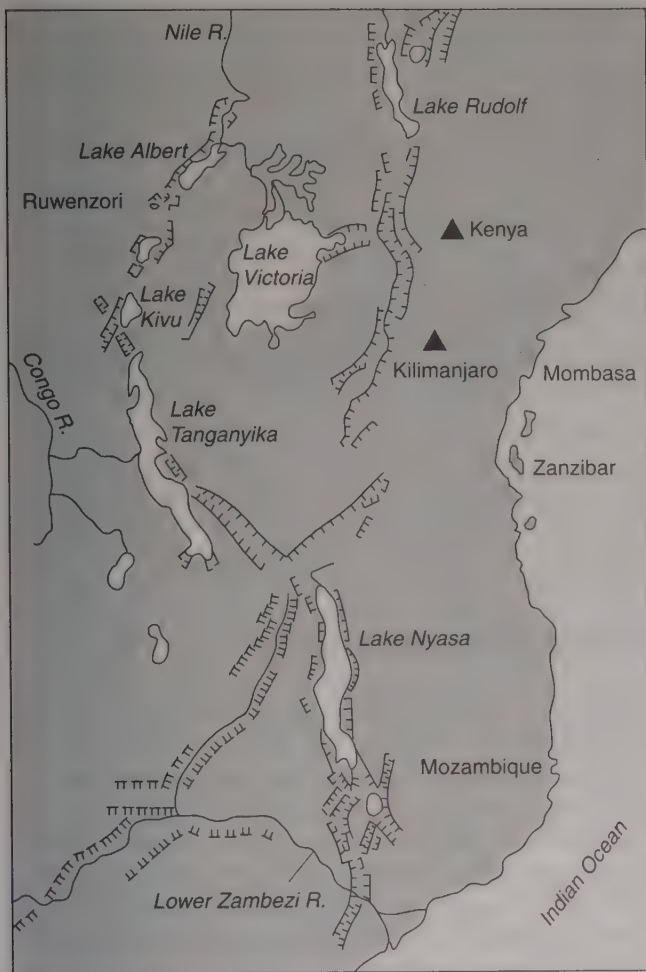 Nile R.
Lake Rudolf
Lake Albert
Ruwenzori
Kenya
Lake
Victoria
Lake
Kivu
Kilimanjaro
Mombasa
Congo R.
Lake
Tanganyika
Zanzibar
Lake Nyasa
Mozambique
Lower Zambezi R.
Indian Ocean